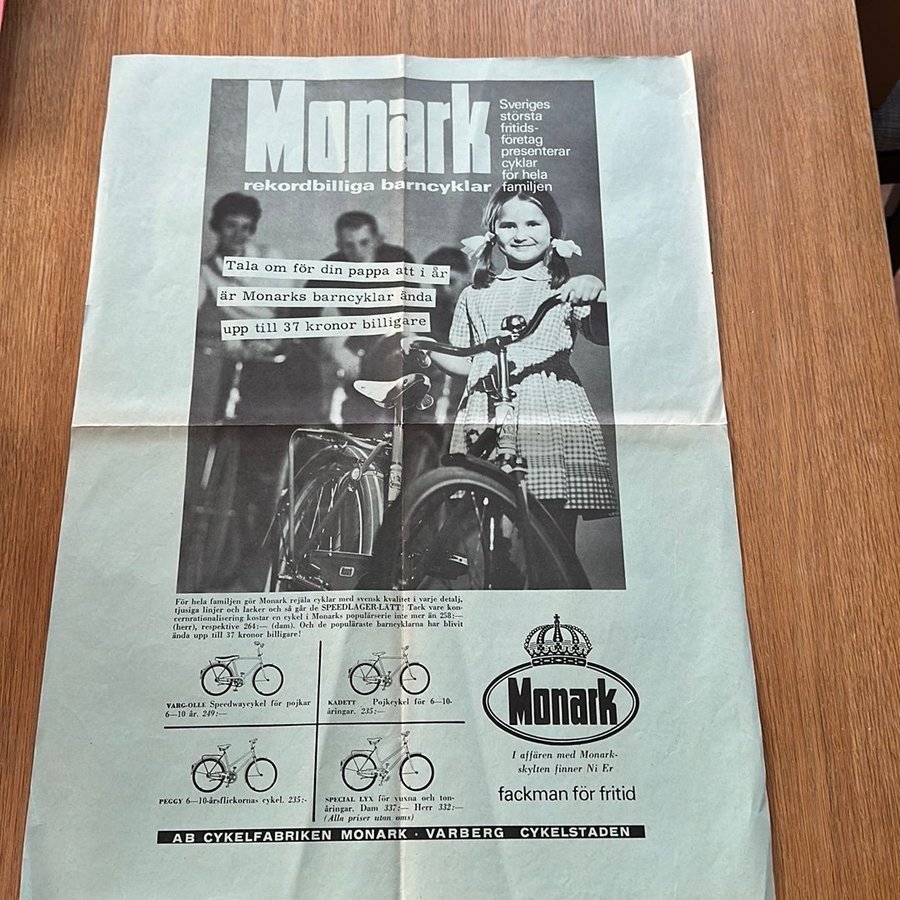 Monark
rekordbilliga barncyklar
Sveriges
största
fritids-
företag
presenterar
cyklar
för hela
familjen
Tala om för din pappa att i år
är Monarks barncyklar ända
upp till 37 kronor billigare
För hela familjen gör Monark rejäla cyklar med svensk kvalitet i varje detalj,
tjusiga linjer och lacker och så går de SPEEDLAGER-LÄTT! Tack vare kon-
cernrationalisering kostar en cykel i Monarks populärserie inte mer än 258:—
(herr), respektive 264:— (dam). Och de populäraste barncyklarna har blivit
ända upp till 37 kronor billigare!
VARG-OLLE Speedwaycykel för pojkar
6—10 år. 249:—
KADETT Pojkcykel för 6—10-
åringar. 235:—
PEGGY 6—10-årsflickornas cykel. 235:-
SPECIAL LYX för vuxna och ton-
åringar. Dam 337:— Herr 332:—
(Alla priser utan oms)
Monark
I affären med Monark-
skylten finner Ni Er
fackman för fritid
AB CYKELFABRIKEN MONARK · VARBERG CYKELSTADEN